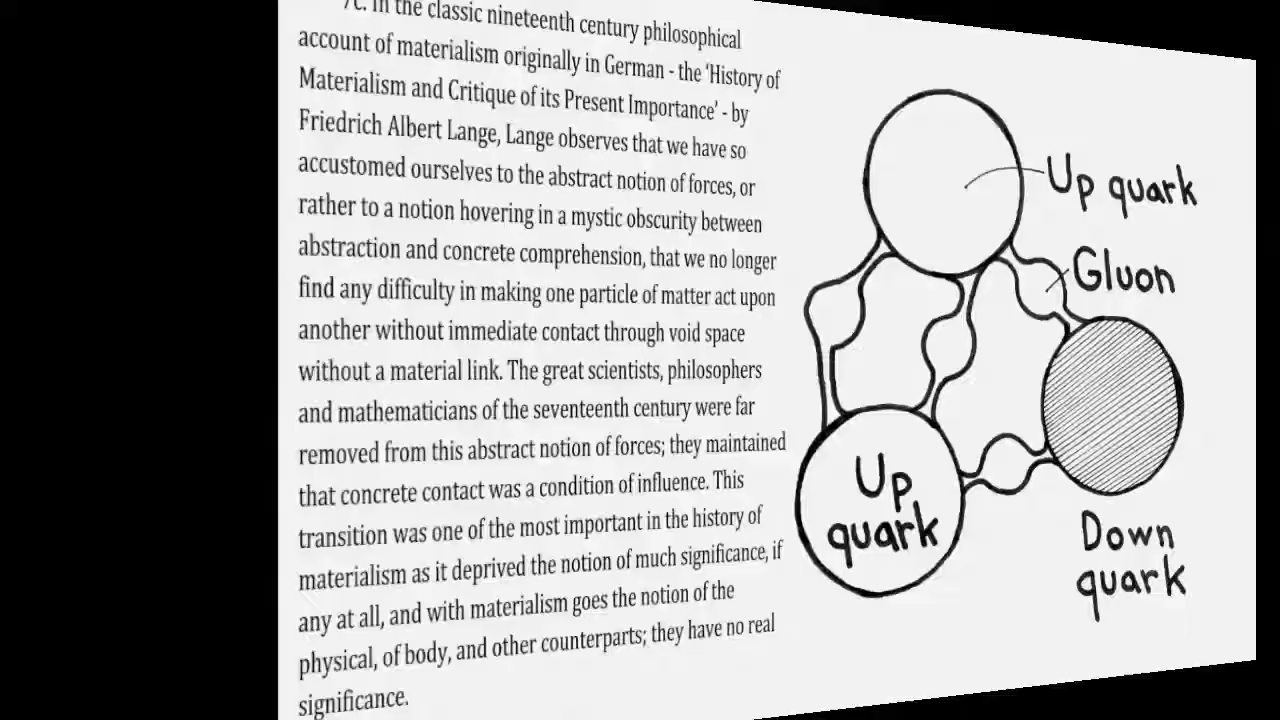 7c. In the classic nineteenth century philosophical
account of materialism originally in German - the 'History of
Materialism and Critique of its Present Importance' - by
Friedrich Albert Lange, Lange observes that we have so
accustomed ourselves to the abstract notion of forces, or
rather to a notion hovering in a mystic obscurity between
abstraction and concrete comprehension, that we no longer
find any difficulty in making one particle of matter act upon
another without immediate contact through void space
without a material link. The great scientists, philosophers
and mathematicians of the seventeenth century were far
removed from this abstract notion of forces; they maintained
that concrete contact was a condition of influence. This
transition was one of the most important in the history of
materialism as it deprived the notion of much significance, if
any at all, and with materialism goes the notion of the
physical, of body, and other counterparts; they have no real
significance.
Up quark
Gluon
Up
quark
Down
quark